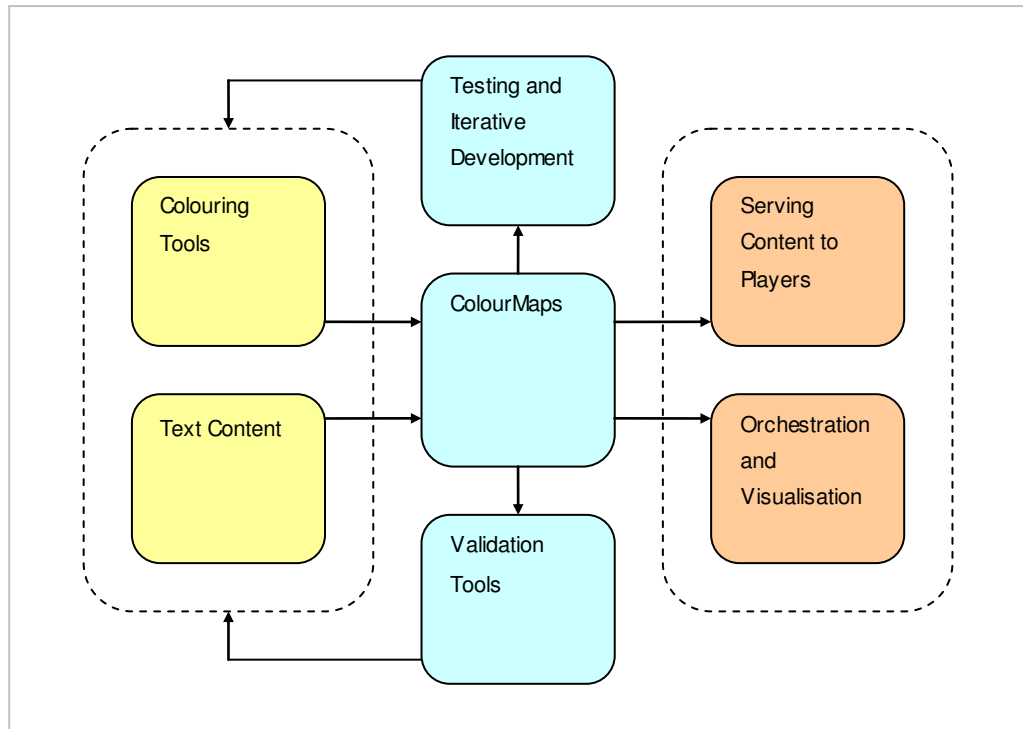 Testing and
Iterative
Development
Colouring
Tools
Serving
Content to
Players
ColourMaps
Text Content
Orchestration
and
Visualisation
Validation
Tools